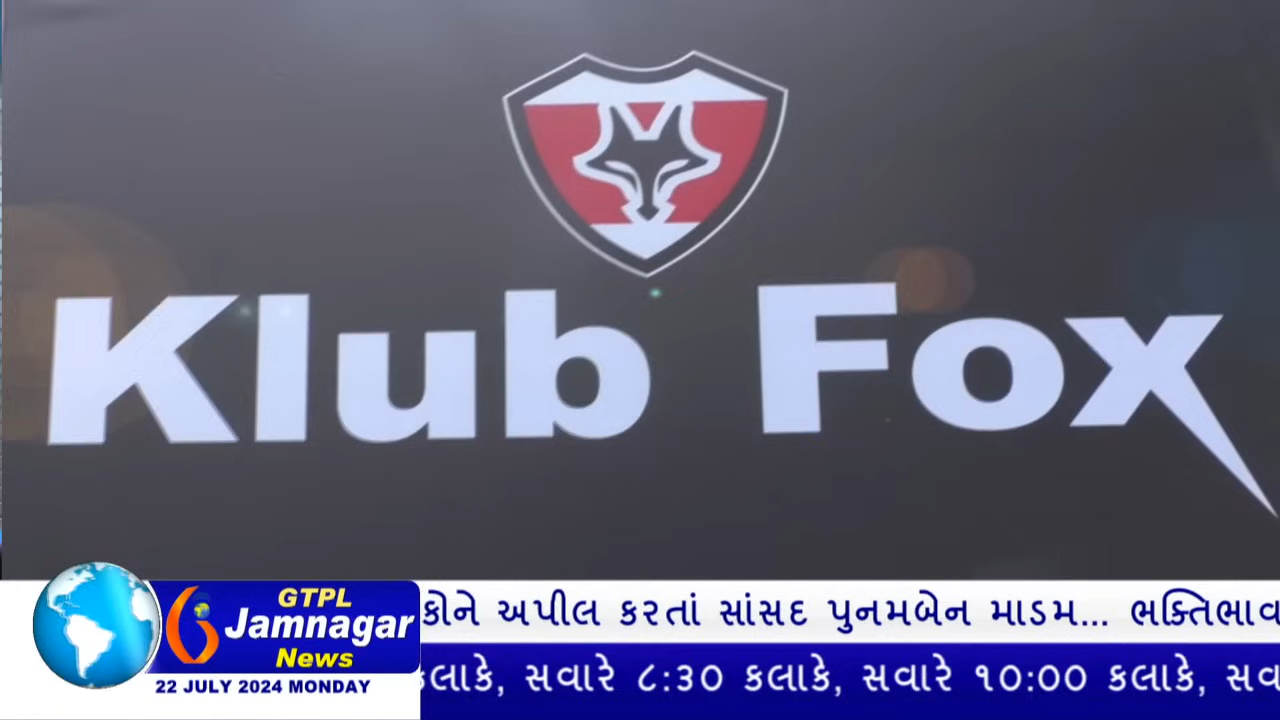 Klub Fox
GTPL
Jamnagar
News
22 JULY 2024 MONDAY
કોને અપીલ કરતાં સાંસદ પુનમબેન માડમ... ભક્તિભાવ
કલાકે, સવારે ૮:૩૦ કલાકે, સવારે ૧૦:૦૦ કલાકે, સવ